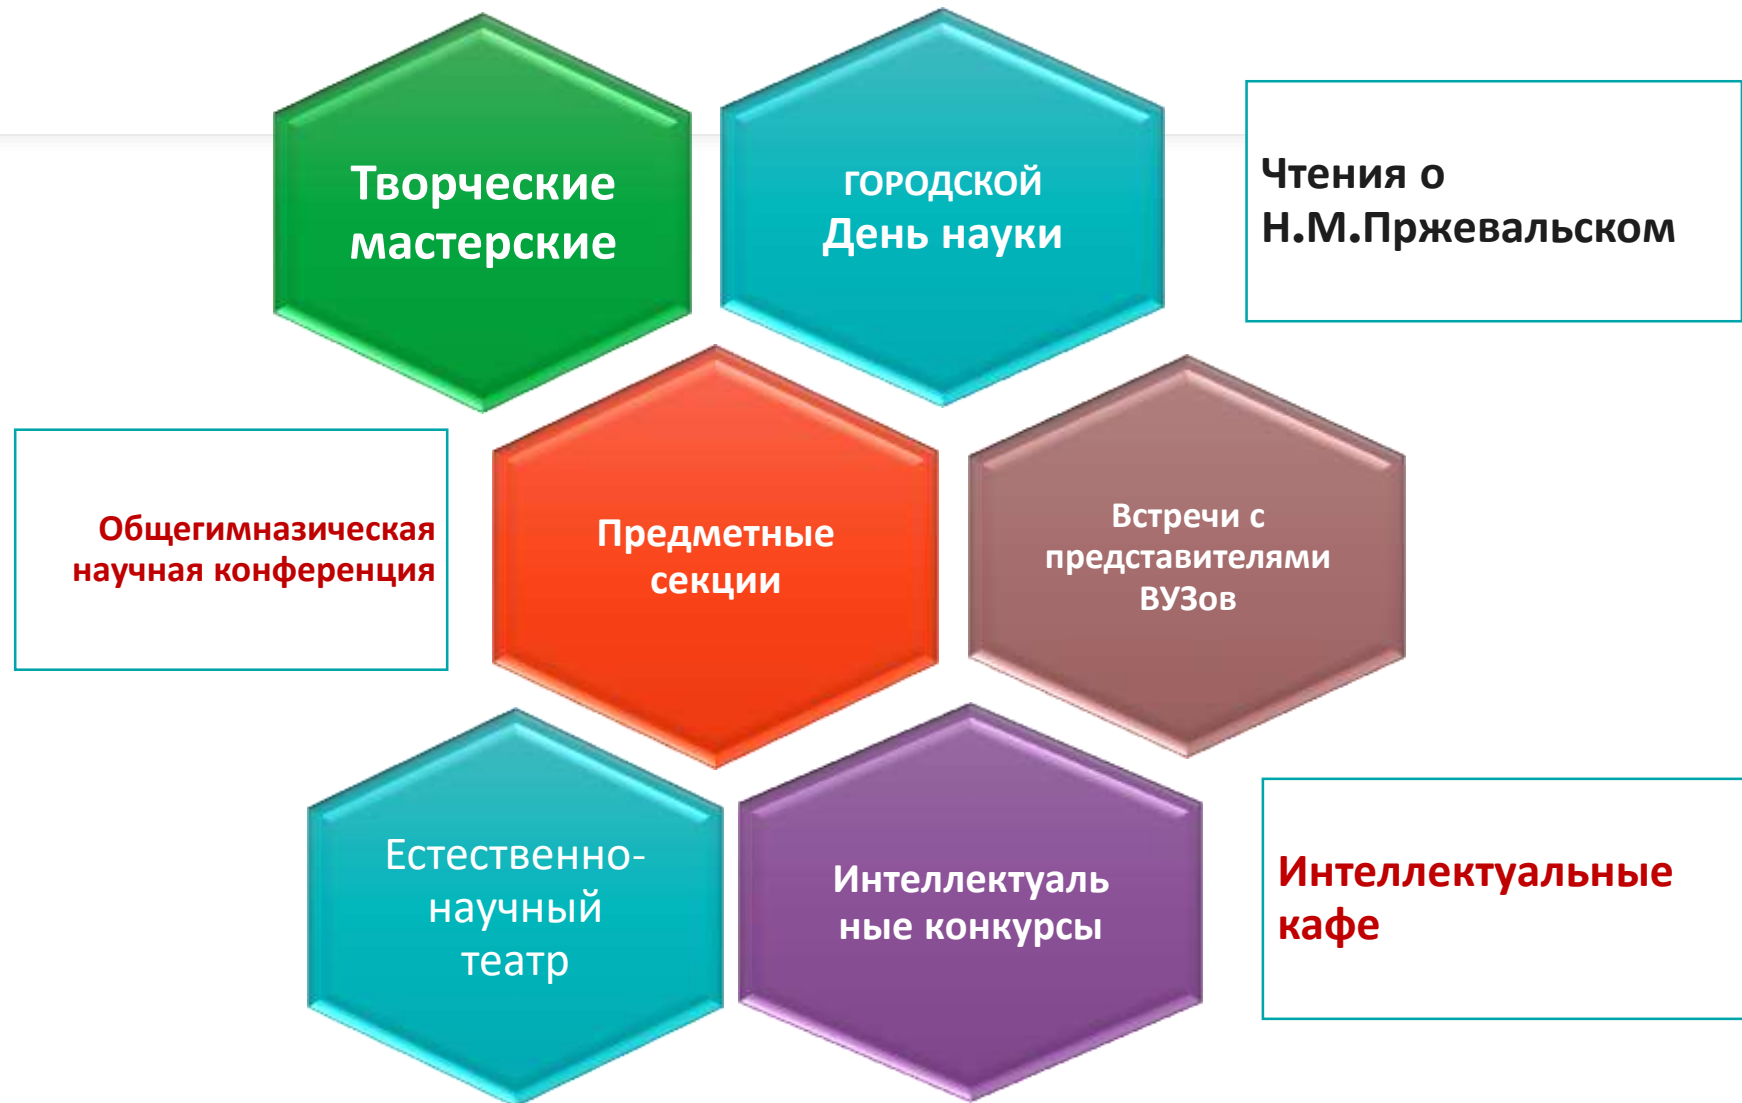 Творческие
мастерские
ГОРОДСКОЙ
День науки
Чтения о
Н.М.Пржевальском
Общегимназическая
научная конференция
Предметные
секции
Встречи с
представителями
ВУЗов
Естественно-
научный
театр
Интеллектуаль
ные конкурсы
Интеллектуальные
кафе